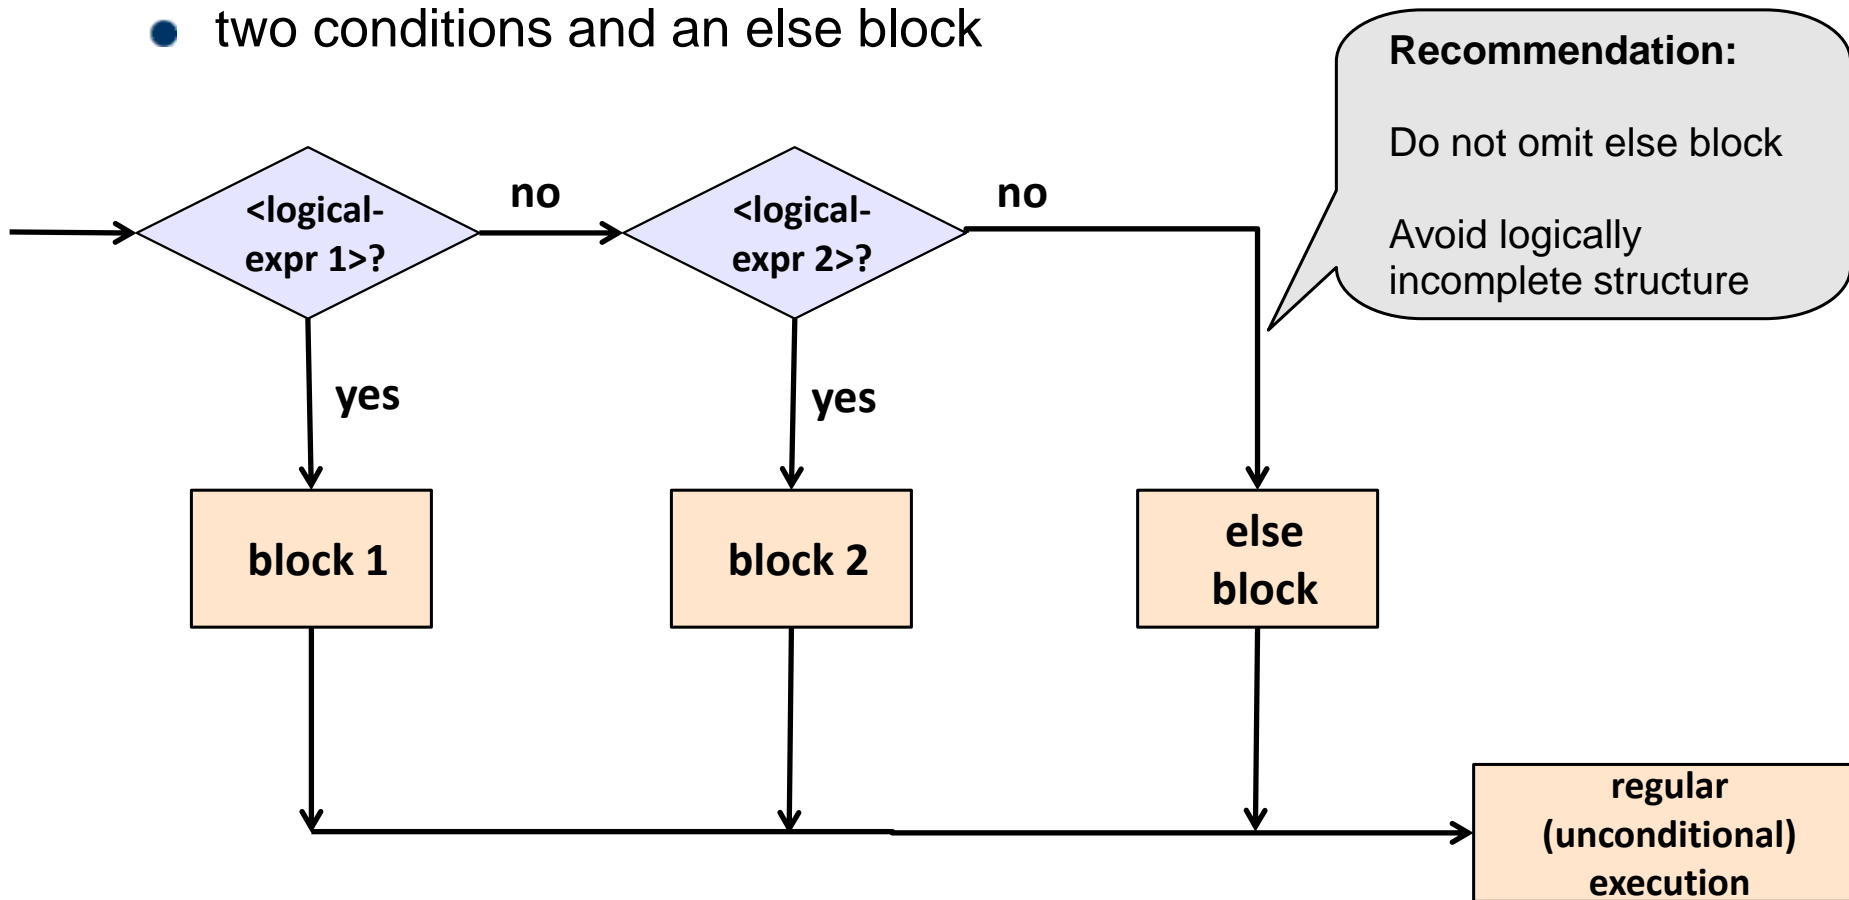 two conditions and an else block
Recommendation:
Do not omit else block
Avoid logically
incomplete structure
<logical-
expr 1>?
no
<logical-
expr 2>?
no
yes
yes
block 1
block 2
else
block
regular
(unconditional)
execution